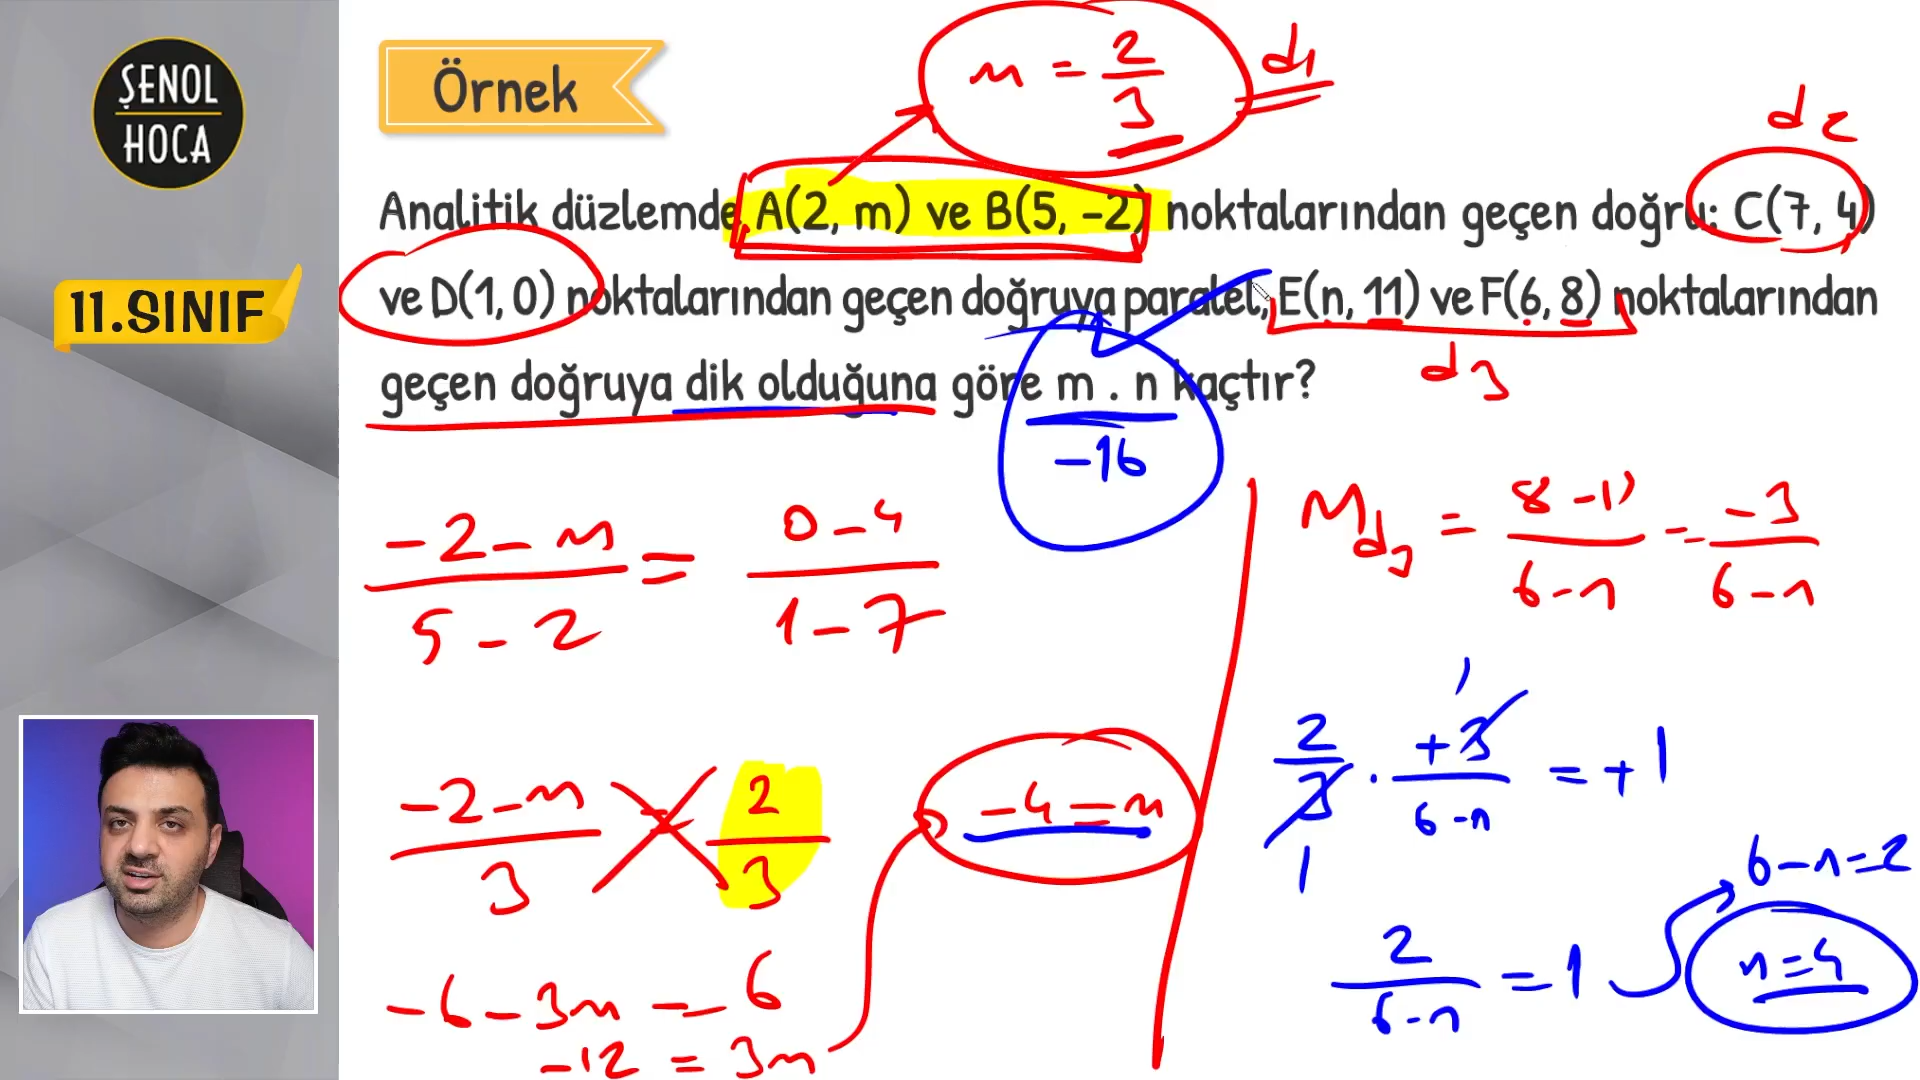 ŞENOL
HOCA
11.SINIF
Örnek
m = 2/3 d1
d2
Analitik düzlemde, A(2, m) ve B(5, -2) noktalarından geçen doğru; C(7, 4)
ve D(1, 0) noktalarından geçen doğruya paralel, E(n, 11) ve F(6, 8) noktalarından
d3
geçen doğruya dik olduğuna göre m . n kaçtır?
-16
-2-m / 5-2 = 0-4 / 1-7
M d3 = 8-11 / 6-n = -3 / 6-n
-2-m / 3 = 2 / 3
-4 = m
-6-3m = 6
-12 = 3m
2/3 . +3 / 6-n = +1
1
1
2 / 6-n = 1
6-n=2
n=4